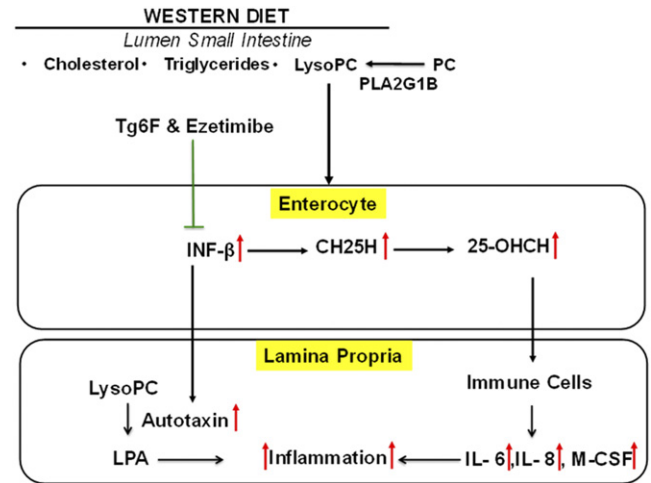 WESTERN DIET
Lumen Small Intestine
• Cholesterol • Triglycerides • LysoPC PC
PLA2G1B
Tg6F & Ezetimibe
Enterocyte
INF-β CH25H 25-OHCH
Lamina Propria
LysoPC Immune Cells
Autotaxin
LPA Inflammation IL- 6,IL- 8, M-CSF